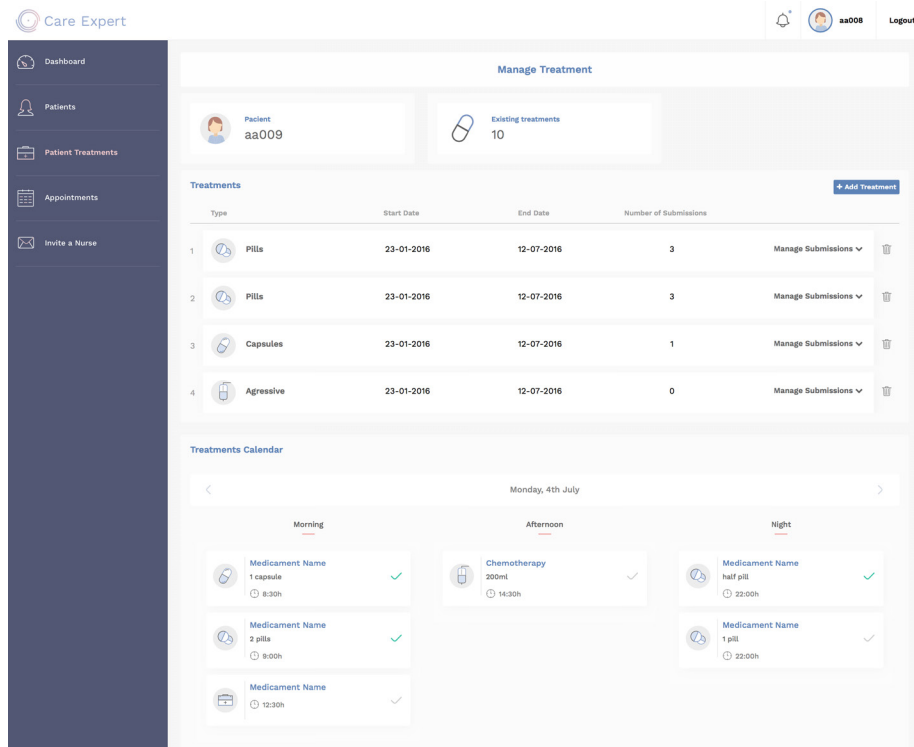 Care Expert
aa008
Logout
Dashboard
Patients
Patient Treatments
Appointments
Invite a Nurse
Manage Treatment
Pacient
aa009
Existing treatments
10
Treatments
+ Add Treatment
Type Start Date End Date Number of Submissions
1 Pills 23-01-2016 12-07-2016 3 Manage Submissions
2 Pills 23-01-2016 12-07-2016 3 Manage Submissions
3 Capsules 23-01-2016 12-07-2016 1 Manage Submissions
4 Agressive 23-01-2016 12-07-2016 0 Manage Submissions
Treatments Calendar
Monday, 4th July
Morning
Medicament Name
1 capsule
8:30h
Medicament Name
2 pills
9:00h
Medicament Name
12:30h
Afternoon
Chemotherapy
200ml
14:30h
Night
Medicament Name
half pill
22:00h
Medicament Name
1 pill
22:00h